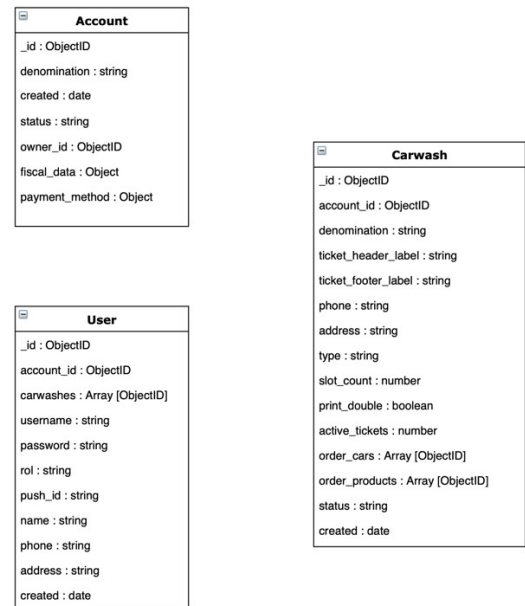 Account
_id : ObjectID
denomination : string
created : date
status : string
owner_id : ObjectID
fiscal_data : Object
payment_method : Object
User
_id : ObjectID
account_id : ObjectID
carwashes : Array [ObjectID]
username : string
password : string
rol : string
push_id : string
name : string
phone : string
address : string
created : date
Carwash
_id : ObjectID
account_id : ObjectID
denomination : string
ticket_header_label : string
ticket_footer_label : string
phone : string
address : string
type : string
slot_count : number
print_double : boolean
active_tickets : number
order_cars : Array [ObjectID]
order_products : Array [ObjectID]
status : string
created : date